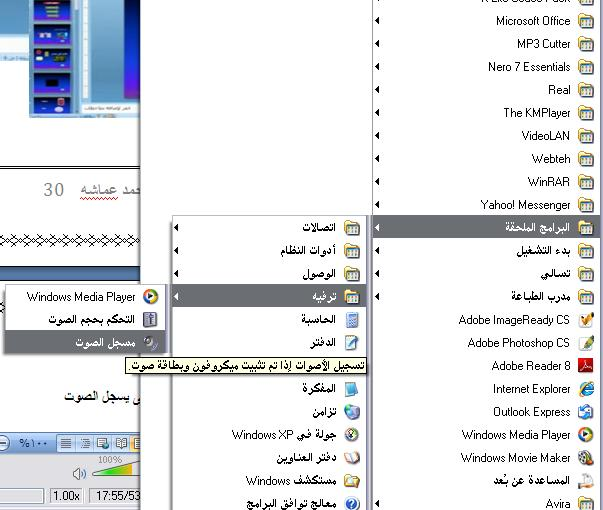 Microsoft Office
MP3 Cutter
Nero 7 Essentials
Real
The KMPlayer
VideoLAN
Webteh
WinRAR
Yahoo! Messenger
البرامج الملحقة
بدء التشغيل
تسالي
مدرب الطباعة
Adobe ImageReady CS
Adobe Photoshop CS
Adobe Reader 8
Internet Explorer
Outlook Express
Windows Media Player
Windows Movie Maker
المساعدة عن بُعد
Avira
اتصالات
أدوات النظام
الوصول
ترفيه
الحاسبة
الدفتر
المفكرة
تزامن
جولة في Windows XP
دفتر العناوين
مستكشف Windows
معالج توافق البرامج
Windows Media Player
التحكم بحجم الصوت
مسجل الصوت
تسجيل الأصوات إذا تم تثبيت ميكروفون وبطاقة صوت.
عماشه 30
يسجل الصوت
%١٠٠
100%
1.00x
17:55/53